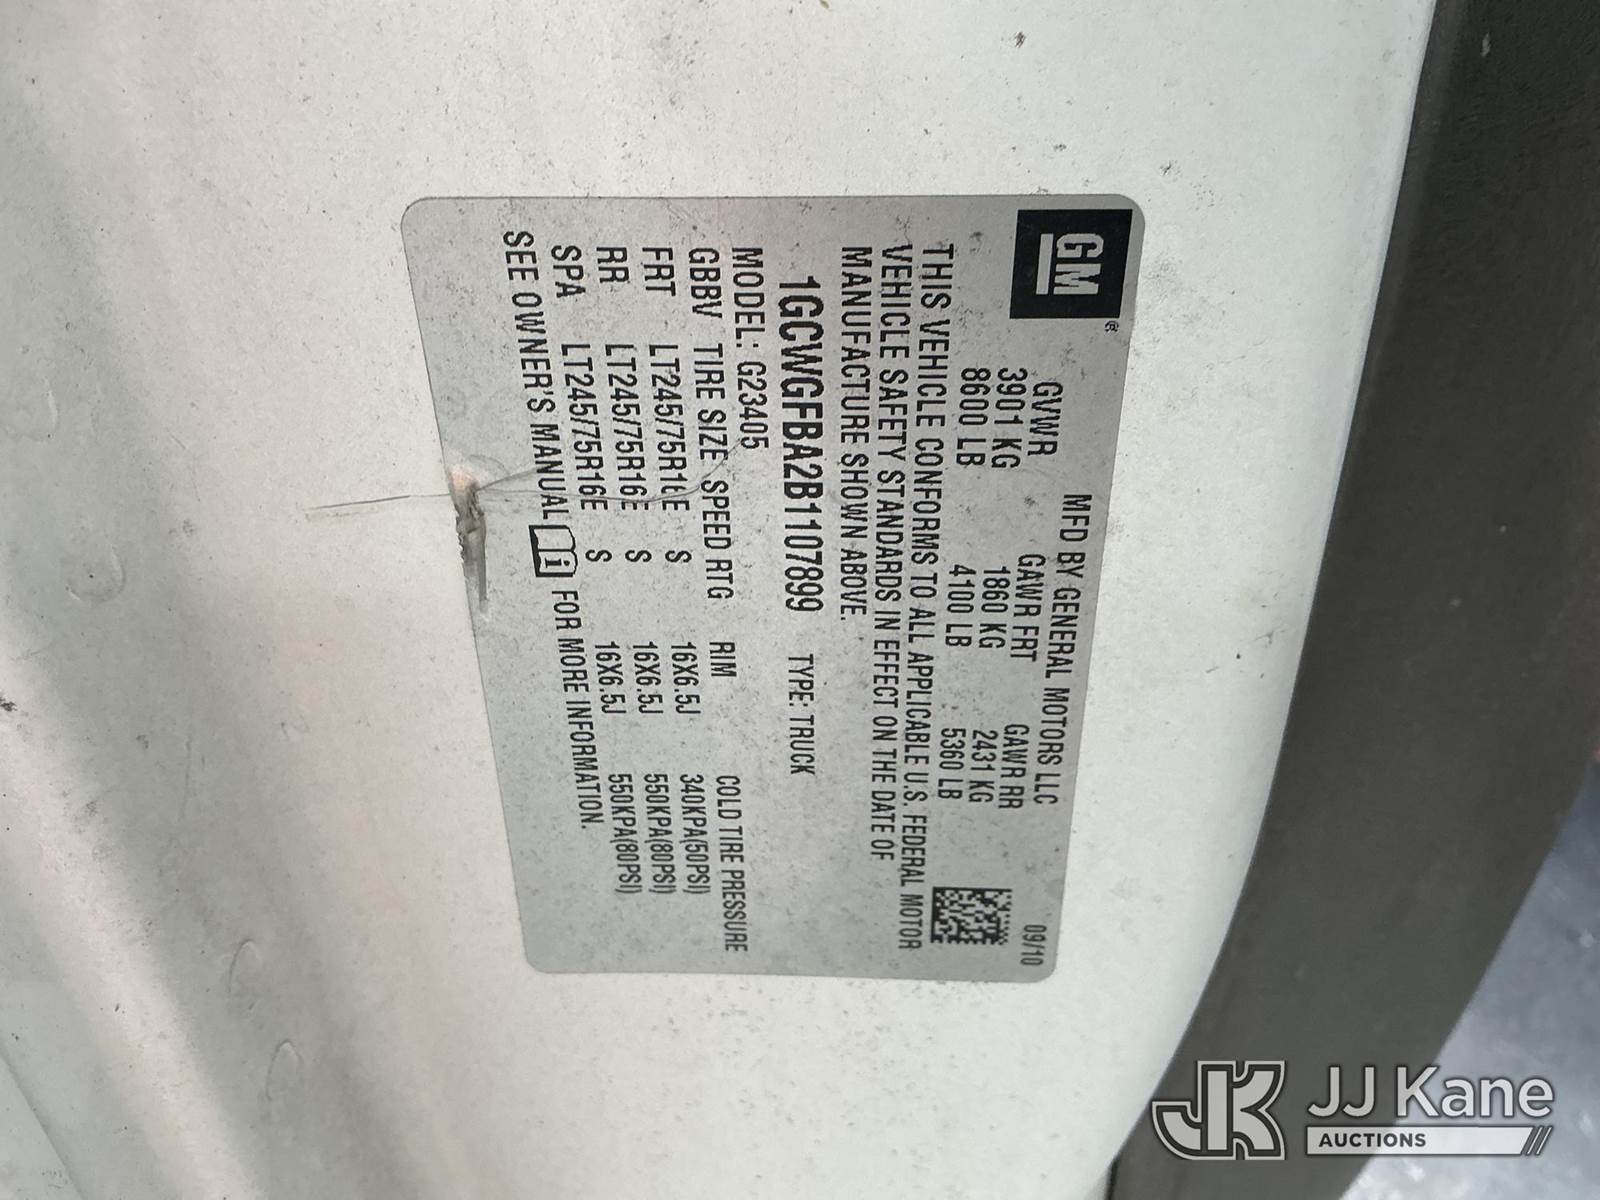 GM®
MFD BY GENERAL MOTORS LLC 09/10
GVWR GAWR FRT GAWR RR
3901 KG 1860 KG 2431 KG
8600 LB 4100 LB 5360 LB
THIS VEHICLE CONFORMS TO ALL APPLICABLE U.S. FEDERAL MOTOR
VEHICLE SAFETY STANDARDS IN EFFECT ON THE DATE OF
MANUFACTURE SHOWN ABOVE.
1GCWGFBA2B1107899 TYPE: TRUCK
MODEL: G23405
GBBV TIRE SIZE SPEED RTG RIM COLD TIRE PRESSURE
FRT LT245/75R16E S 16X6.5J 340KPA(50PSI)
RR LT245/75R16E S 16X6.5J 550KPA(80PSI)
SPA LT245/75R16E S 16X6.5J 550KPA(80PSI)
SEE OWNER'S MANUAL i FOR MORE INFORMATION.
JK JJ Kane
AUCTIONS